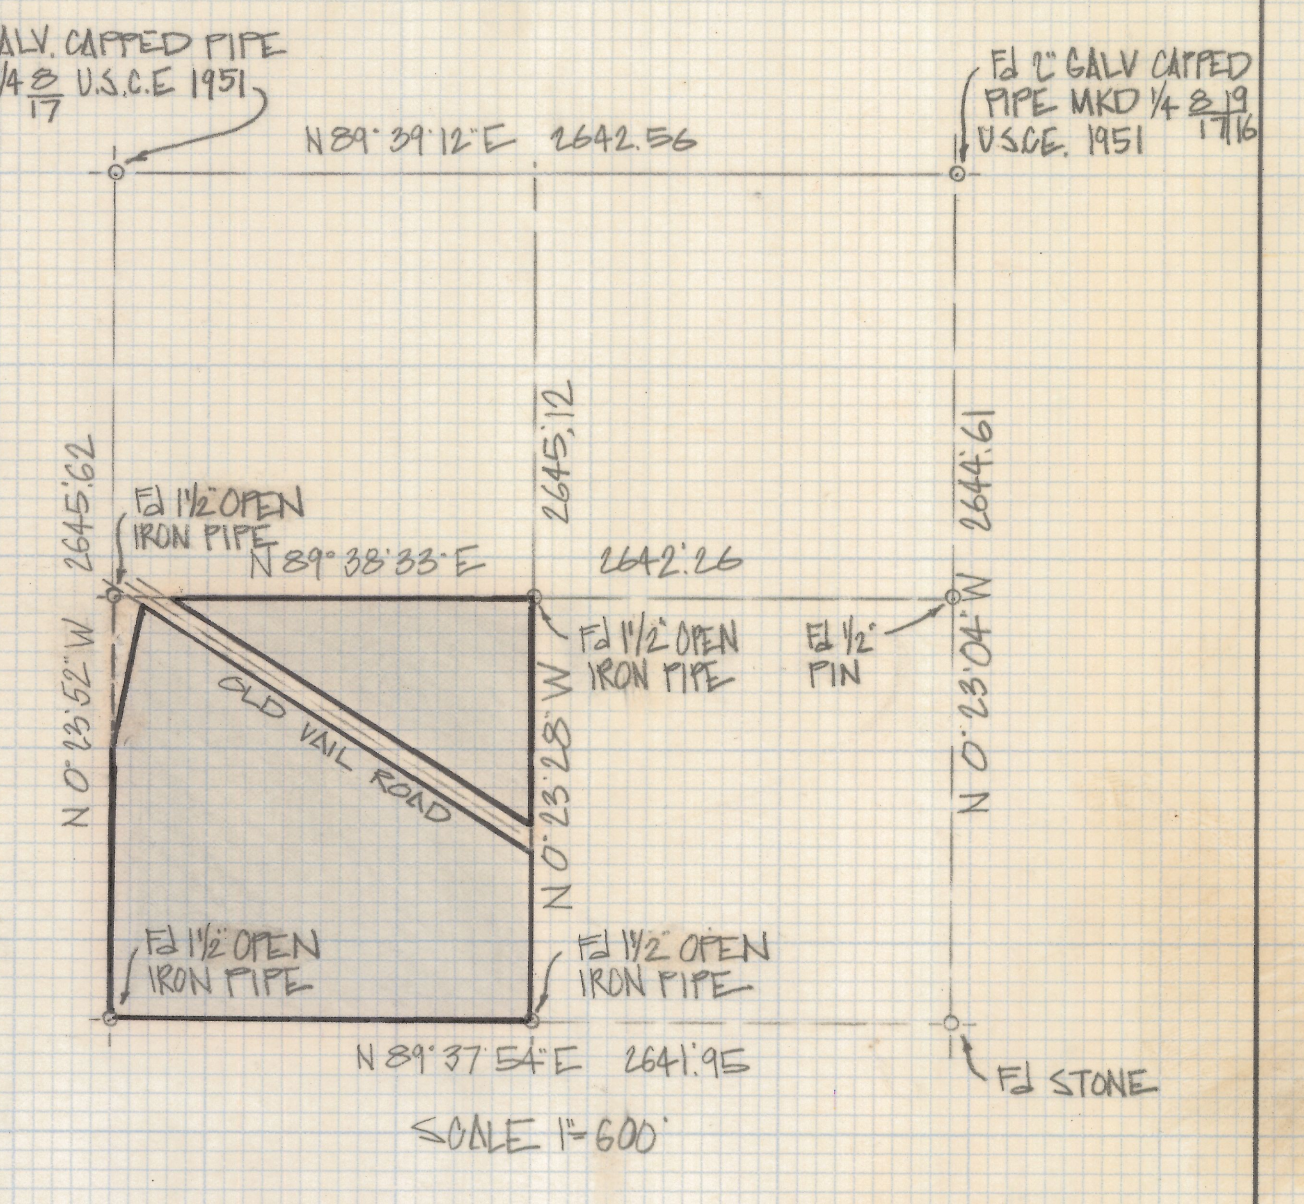 ALV. CAPPED PIPE
1/4 8/17 U.S.C.E 1951
Fd 2" GALV CAPPED
PIPE MKD 1/4 8 | 9
17 | 16
U.S.C.E. 1951
N 89° 39' 12" E 2642.56
2645.62
2645.12
2644.61
Fd 1 1/2" OPEN
IRON PIPE
N 89° 38' 33" E 2642.26
N 0° 23' 52" W
Fd 1 1/2" OPEN
IRON PIPE
Fd 1/2"
PIN
N 0° 23' 04" W
OLD VAIL ROAD
N 0° 23' 28" W
Fd 1 1/2" OPEN
IRON PIPE
Fd 1 1/2" OPEN
IRON PIPE
N 89° 37' 54" E 2641.95
Fd STONE
SCALE 1"=600'